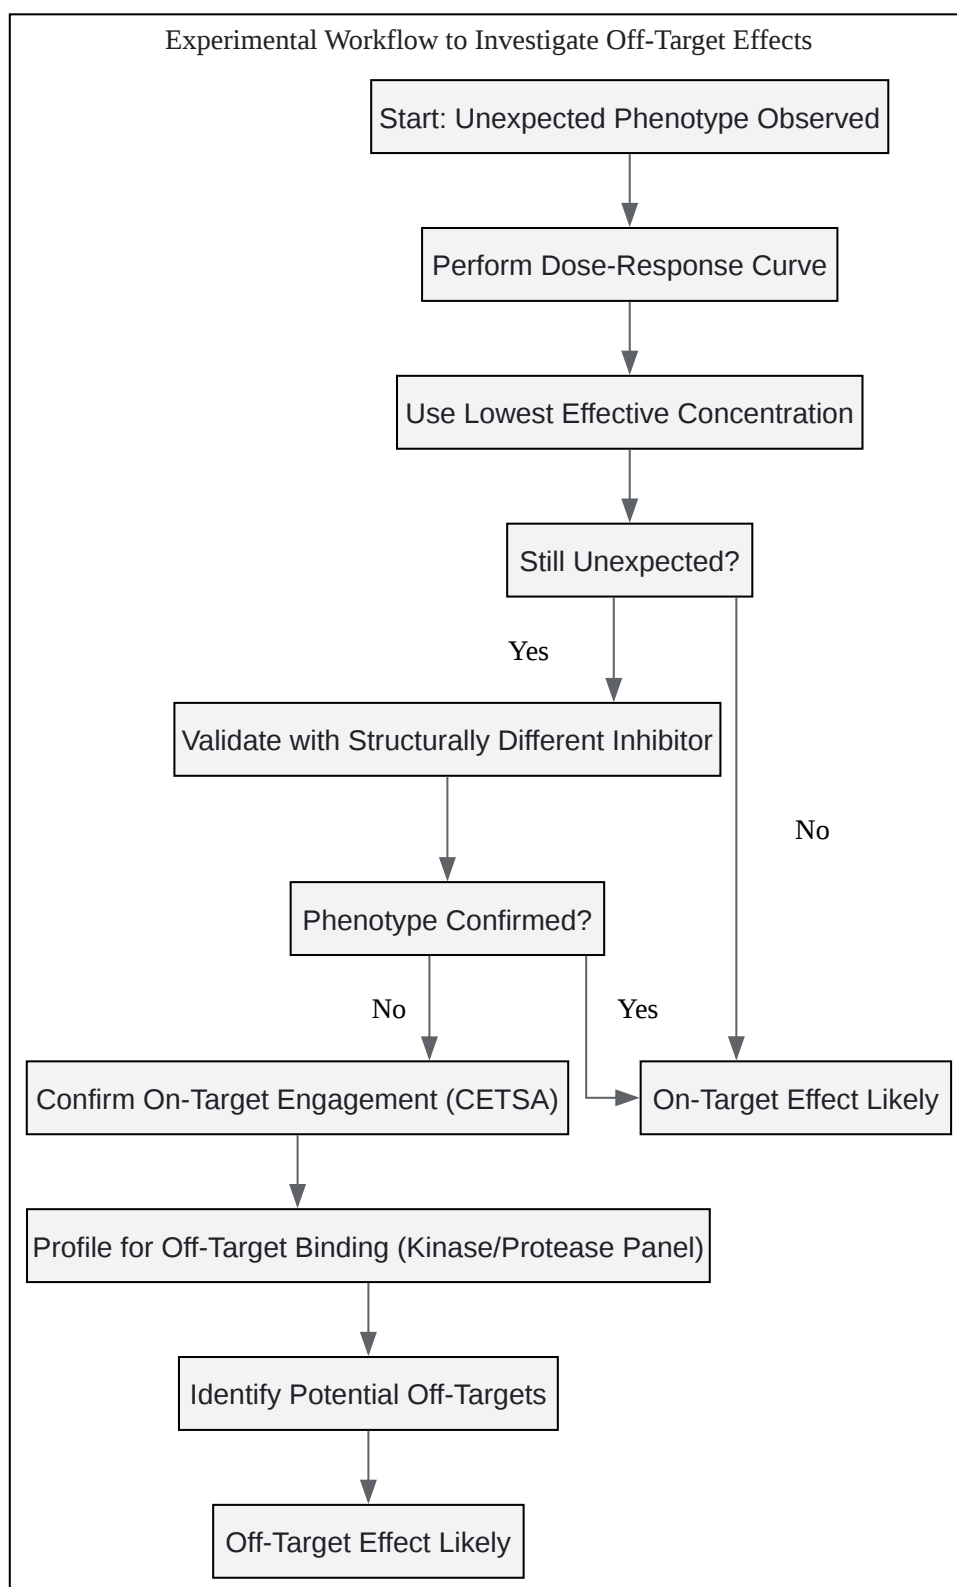 Experimental Workflow to Investigate Off-Target Effects
Start: Unexpected Phenotype Observed
Perform Dose-Response Curve
Use Lowest Effective Concentration
Still Unexpected?
Yes
Validate with Structurally Different Inhibitor
No
Phenotype Confirmed?
No
Yes
Confirm On-Target Engagement (CETSA)
On-Target Effect Likely
Profile for Off-Target Binding (Kinase/Protease Panel)
Identify Potential Off-Targets
Off-Target Effect Likely